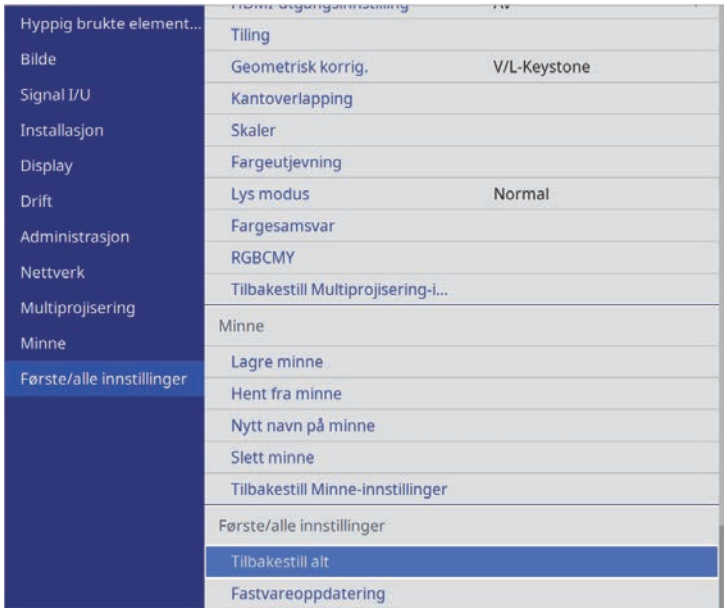 Hyppig brukte element...
Bilde
Signal I/U
Installasjon
Display
Drift
Administrasjon
Nettverk
Multiprojisering
Minne
Første/alle innstillinger
HDMI-utgangsinnstilling
Tiling
Geometrisk korrig. V/L-Keystone
Kantoverlapping
Skaler
Fargeutjevning
Lys modus Normal
Fargesamsvar
RGBCMY
Tilbakestill Multiprojisering-i...
Minne
Lagre minne
Hent fra minne
Nytt navn på minne
Slett minne
Tilbakestill Minne-innstillinger
Første/alle innstillinger
Tilbakestill alt
Fastvareoppdatering